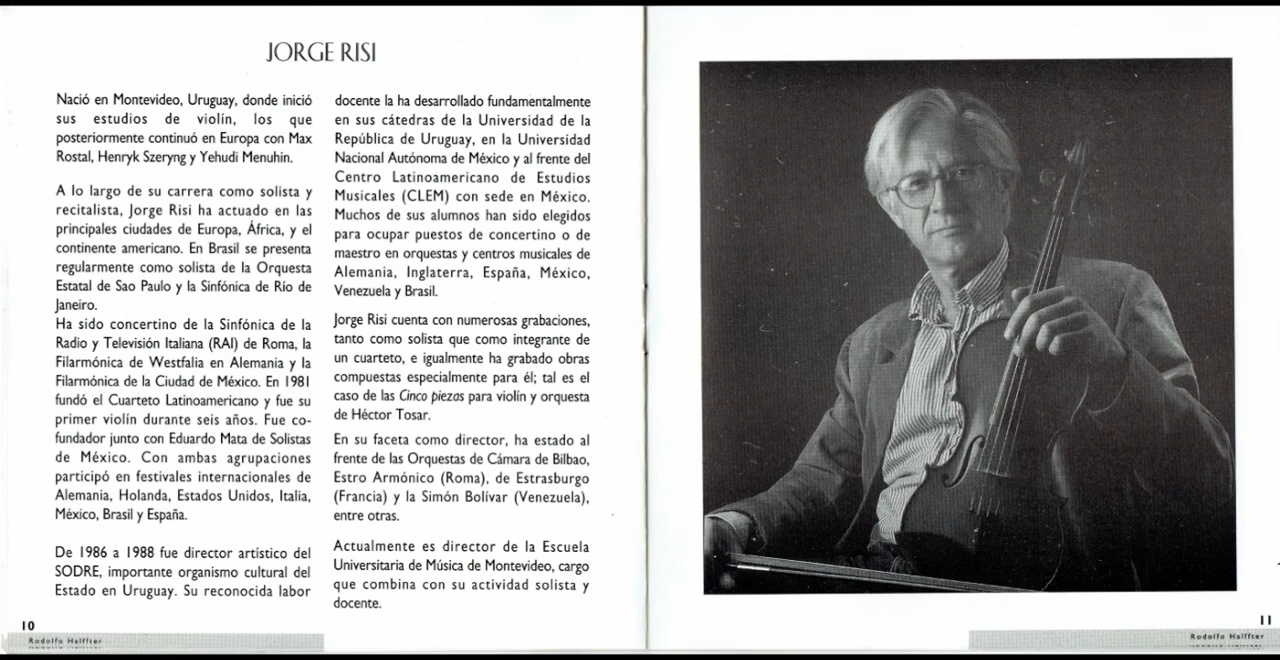 JORGE RISI
Nació en Montevideo, Uruguay, donde inició
sus estudios de violín, los que
posteriormente continuó en Europa con Max
Rostal, Henryk Szeryng y Yehudi Menuhin.
A lo largo de su carrera como solista y
recitalista, Jorge Risi ha actuado en las
principales ciudades de Europa, África, y el
continente americano. En Brasil se presenta
regularmente como solista de la Orquesta
Estatal de Sao Paulo y la Sinfónica de Río de
Janeiro.
Ha sido concertino de la Sinfónica de la
Radio y Televisión Italiana (RAI) de Roma, la
Filarmónica de Westfalia en Alemania y la
Filarmónica de la Ciudad de México. En 1981
fundó el Cuarteto Latinoamericano y fue su
primer violín durante seis años. Fue co-
fundador junto con Eduardo Mata de Solistas
de México. Con ambas agrupaciones
participó en festivales internacionales de
Alemania, Holanda, Estados Unidos, Italia,
México, Brasil y España.
De 1986 a 1988 fue director artístico del
SODRE, importante organismo cultural del
Estado en Uruguay. Su reconocida labor
docente la ha desarrollado fundamentalmente
en sus cátedras de la Universidad de la
República de Uruguay, en la Universidad
Nacional Autónoma de México y al frente del
Centro Latinoamericano de Estudios
Musicales (CLEM) con sede en México.
Muchos de sus alumnos han sido elegidos
para ocupar puestos de concertino o de
maestro en orquestas y centros musicales de
Alemania, Inglaterra, España, México,
Venezuela y Brasil.
Jorge Risi cuenta con numerosas grabaciones,
tanto como solista que como integrante de
un cuarteto, e igualmente ha grabado obras
compuestas especialmente para él; tal es el
caso de las Cinco piezas para violín y orquesta
de Héctor Tosar.
En su faceta como director, ha estado al
frente de las Orquestas de Cámara de Bilbao,
Estro Armónico (Roma), de Estrasburgo
(Francia) y la Simón Bolívar (Venezuela),
entre otras.
Actualmente es director de la Escuela
Universitaria de Música de Montevideo, cargo
que combina con su actividad solista y
docente.
10
Rodolfo Halffter
11
Rodolfo Halffter